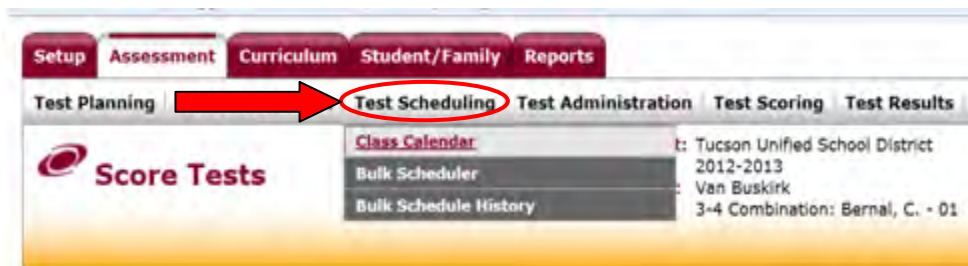 Setup Assessment Curriculum Student/Family Reports
Test Planning Test Scheduling Test Administration Test Scoring Test Results
Class Calendar t: Tucson Unified School District
Score Tests Bulk Scheduler 2012-2013
: Van Buskirk
Bulk Schedule History 3-4 Combination: Bernal, C. - 01